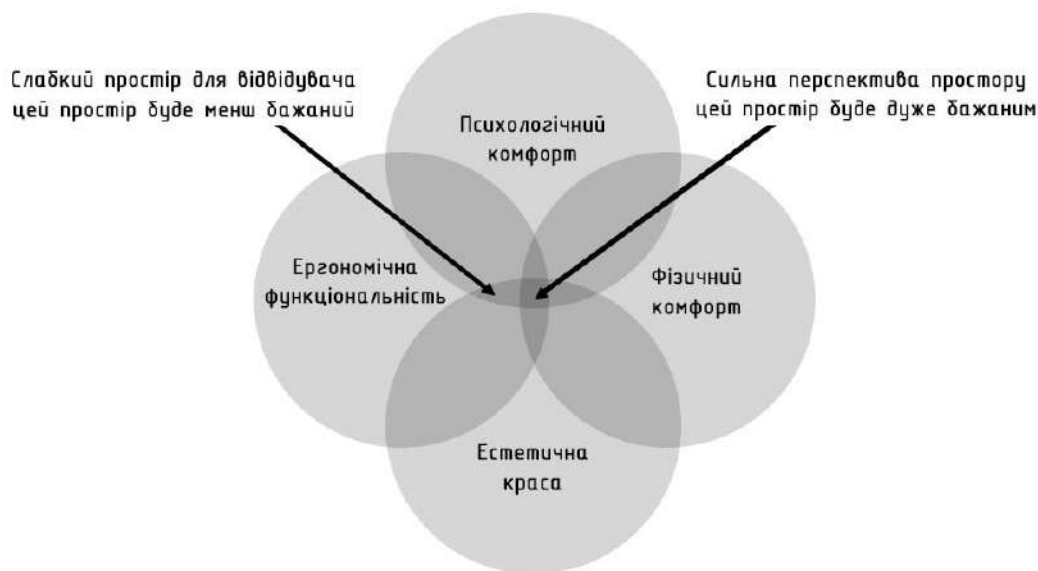 Слабкий простір для відвідувача
цей простір буде менш бажаний
Сильна перспектива простору
цей простір буде дуже бажаним
Психологічний
комфорт
Ергономічна
функціональність
Фізичний
комфорт
Естетична
краса